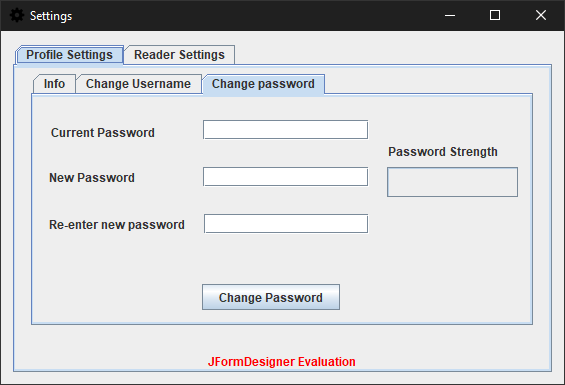 Settings
Profile Settings Reader Settings
Info Change Username Change password
Current Password
Password Strength
New Password
Re-enter new password
Change Password
JFormDesigner Evaluation